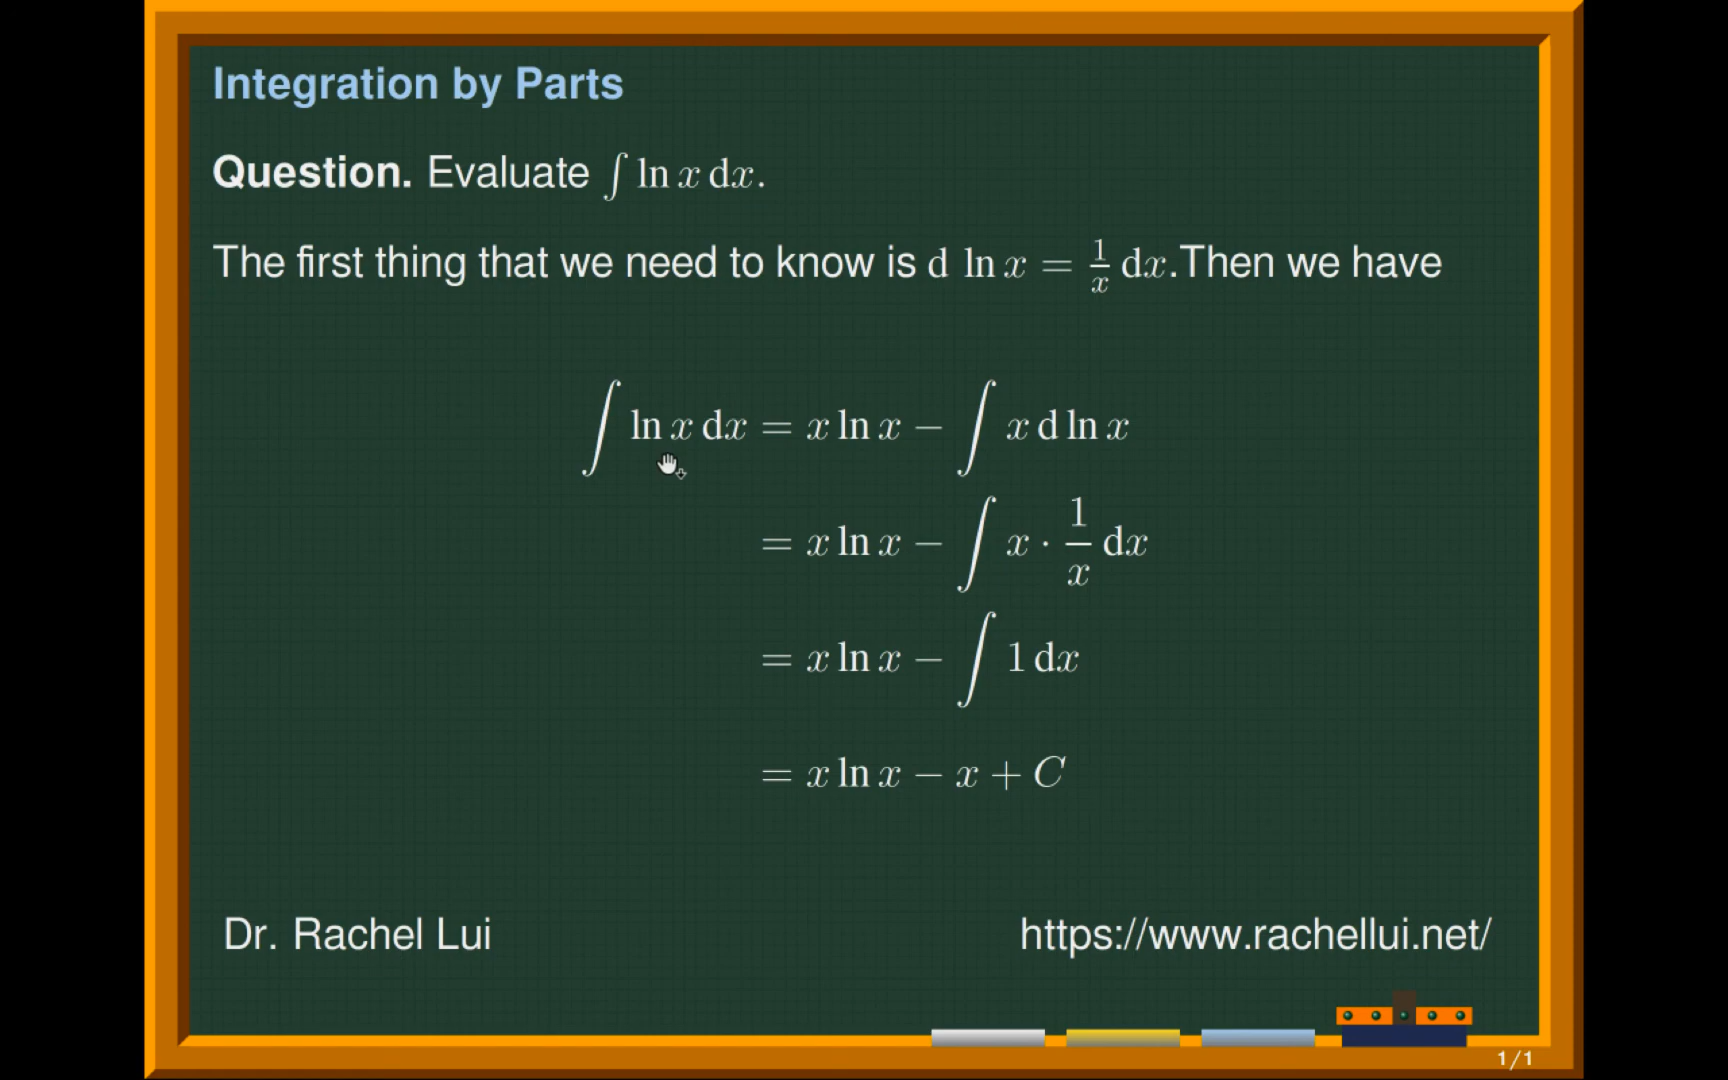 Integration by Parts
Question. Evaluate ∫ ln x dx.
The first thing that we need to know is d ln x = 1/x dx.Then we have
∫ ln x dx = x ln x − ∫ x d ln x
= x ln x − ∫ x · 1/x dx
= x ln x − ∫ 1 dx
= x ln x − x + C
Dr. Rachel Lui https://www.rachellui.net/
1/1